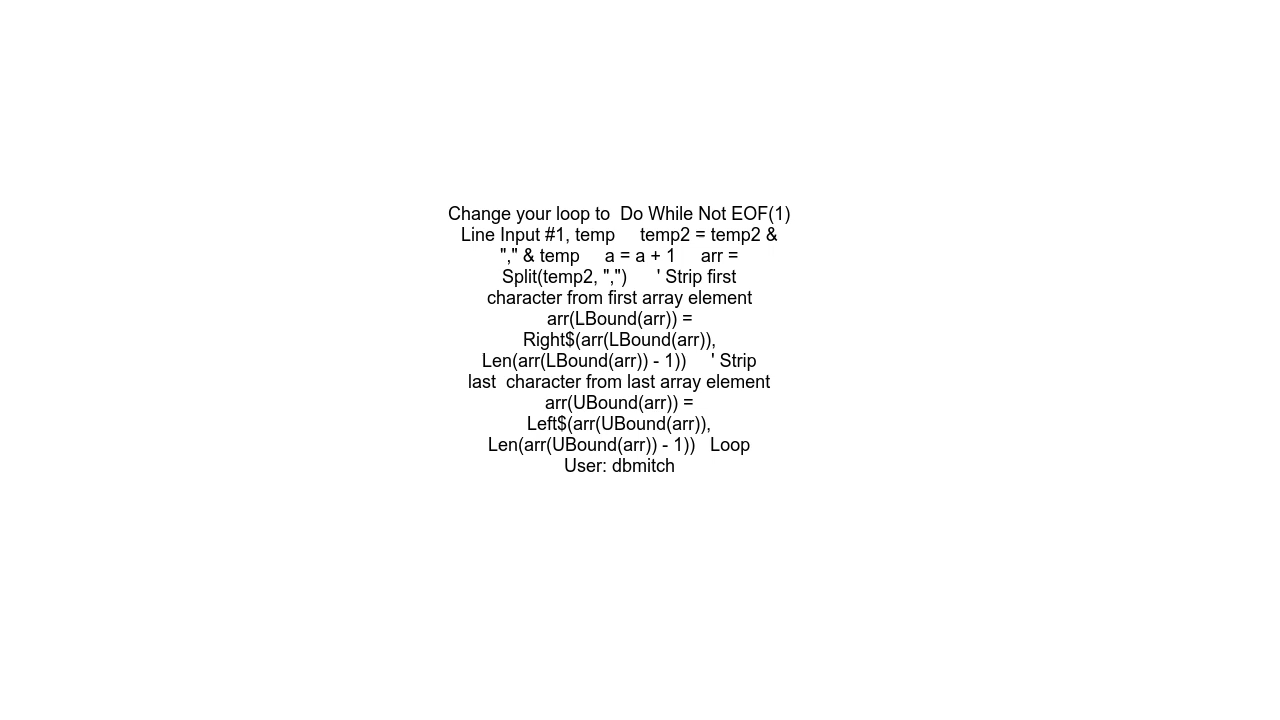 Change your loop to  Do While Not EOF(1)
Line Input #1, temp     temp2 = temp2 &
"," & temp     a = a + 1     arr =
Split(temp2, ",")      ' Strip first
character from first array element
arr(LBound(arr)) =
Right$(arr(LBound(arr)),
Len(arr(LBound(arr)) - 1))     ' Strip
last  character from last array element
arr(UBound(arr)) =
Left$(arr(UBound(arr)),
Len(arr(UBound(arr)) - 1))   Loop
User: dbmitch